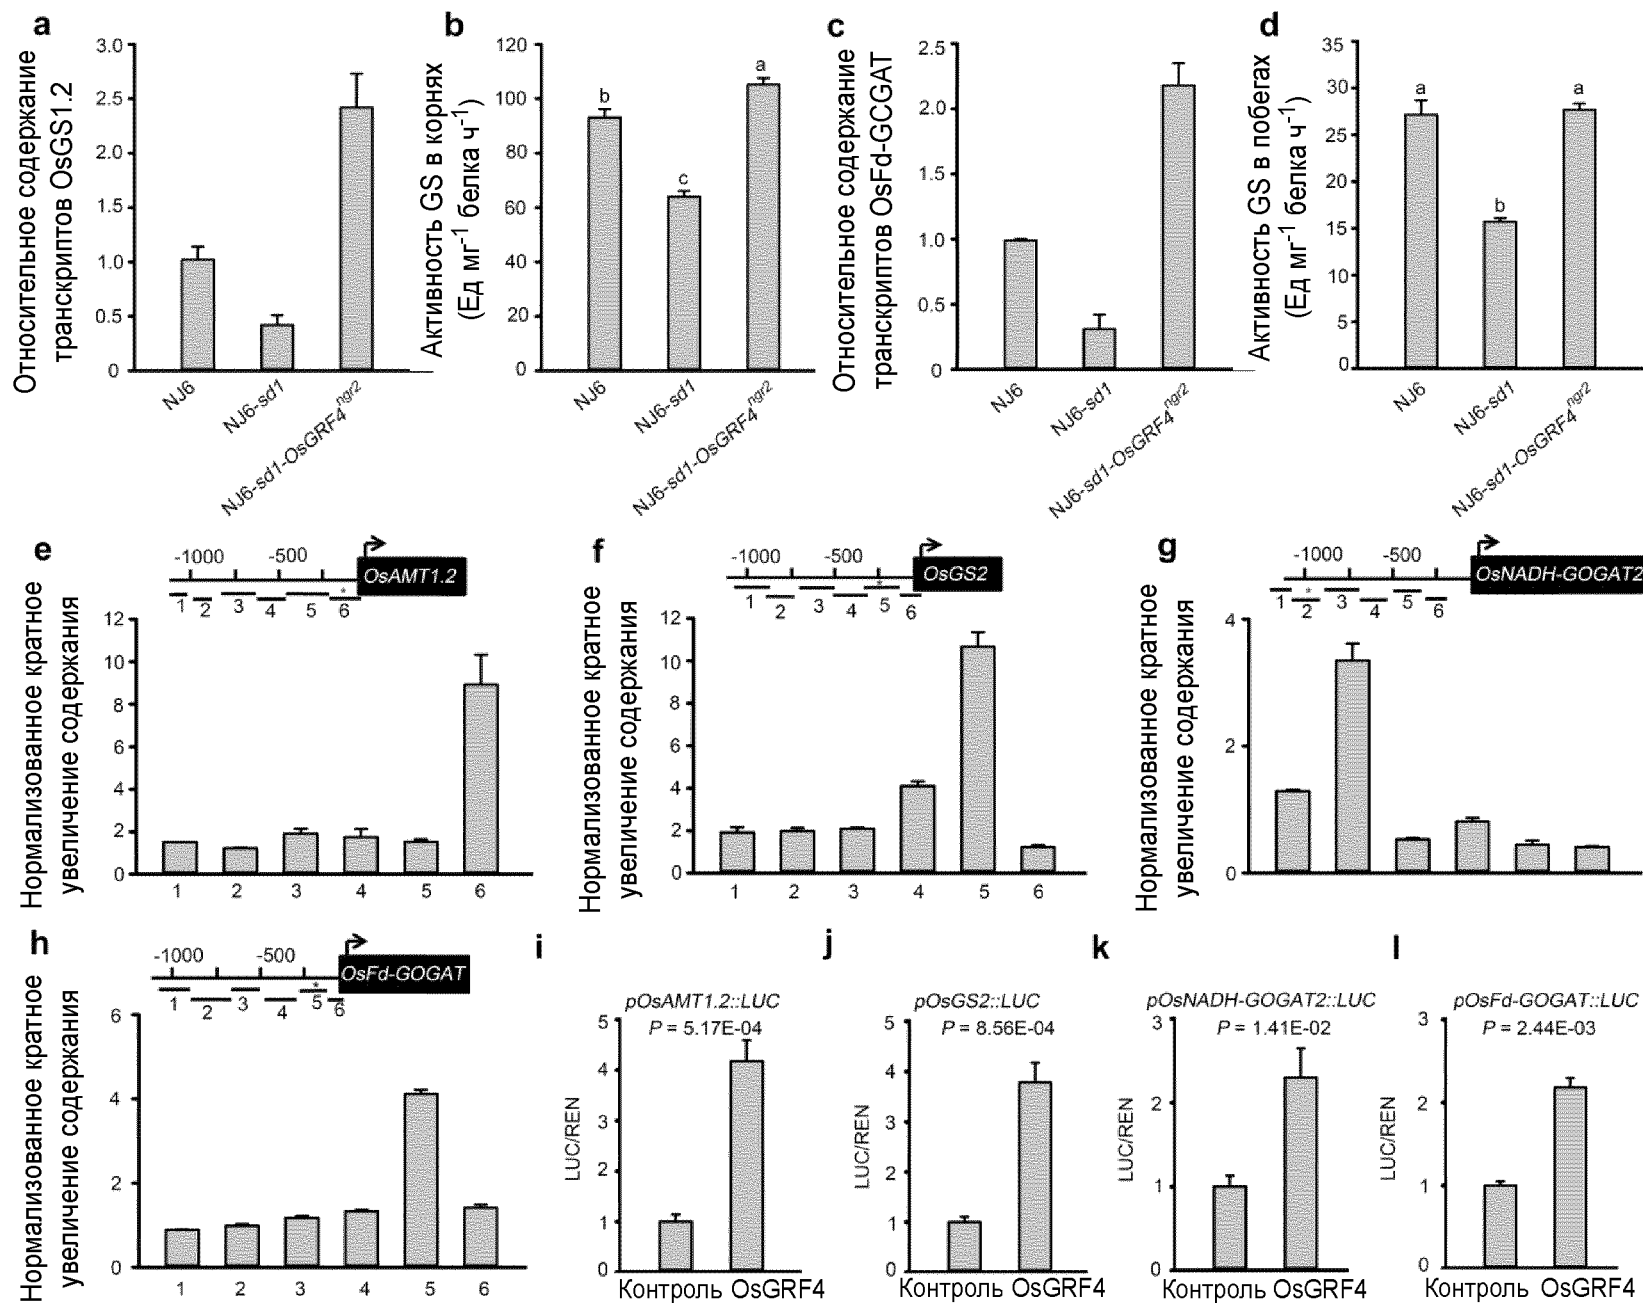 a
Относительное содержание
транскриптов OsGS1.2
3.0
2.5
2.0
1.5
1.0
0.5
0
NJ6
NJ6-sd1
NJ6-sd1-OsGRF4^ngr2
b
Активность GS в корнях
(Ед мг^-1 белка ч^-1)
120
100
80
60
40
20
0
b
c
a
NJ6
NJ6-sd1
NJ6-sd1-OsGRF4^ngr2
c
Относительное содержание
транскриптов OsFd-GCGAT
2.5
2.0
1.5
1.0
0.5
0
NJ6
NJ6-sd1
NJ6-sd1-OsGRF4^ngr2
d
Активность GS в побегах
(Ед мг^-1 белка ч^-1)
35
30
25
20
15
10
5
0
a
b
a
NJ6
NJ6-sd1
NJ6-sd1-OsGRF4^ngr2
e
-1000 -500
OsAMT1.2
*
1 2 3 4 5 6
Нормализованное кратное
увеличение содержания
12
10
8
6
4
2
0
1 2 3 4 5 6
f
-1000 -500
OsGS2
*
1 2 3 4 5 6
Нормализованное кратное
увеличение содержания
12
10
8
6
4
2
0
1 2 3 4 5 6
g
-1000 -500
OsNADH-GOGAT2
*
1 2 3 4 5 6
Нормализованное кратное
увеличение содержания
4
2
0
h
-1000 -500
OsFd-GOGAT
*
1 2 3 4 5 6
Нормализованное кратное
увеличение содержания
6
4
2
0
1 2 3 4 5 6
i
pOsAMT1.2::LUC
P = 5.17E-04
LUC/REN
5
4
3
2
1
0
Контроль OsGRF4
j
pOsGS2::LUC
P = 8.56E-04
LUC/REN
5
4
3
2
1
0
Контроль OsGRF4
k
pOsNADH-GOGAT2::LUC
P = 1.41E-02
LUC/REN
3
2
1
0
Контроль OsGRF4
l
pOsFd-GOGAT::LUC
P = 2.44E-03
LUC/REN
3
2
1
0
Контроль OsGRF4